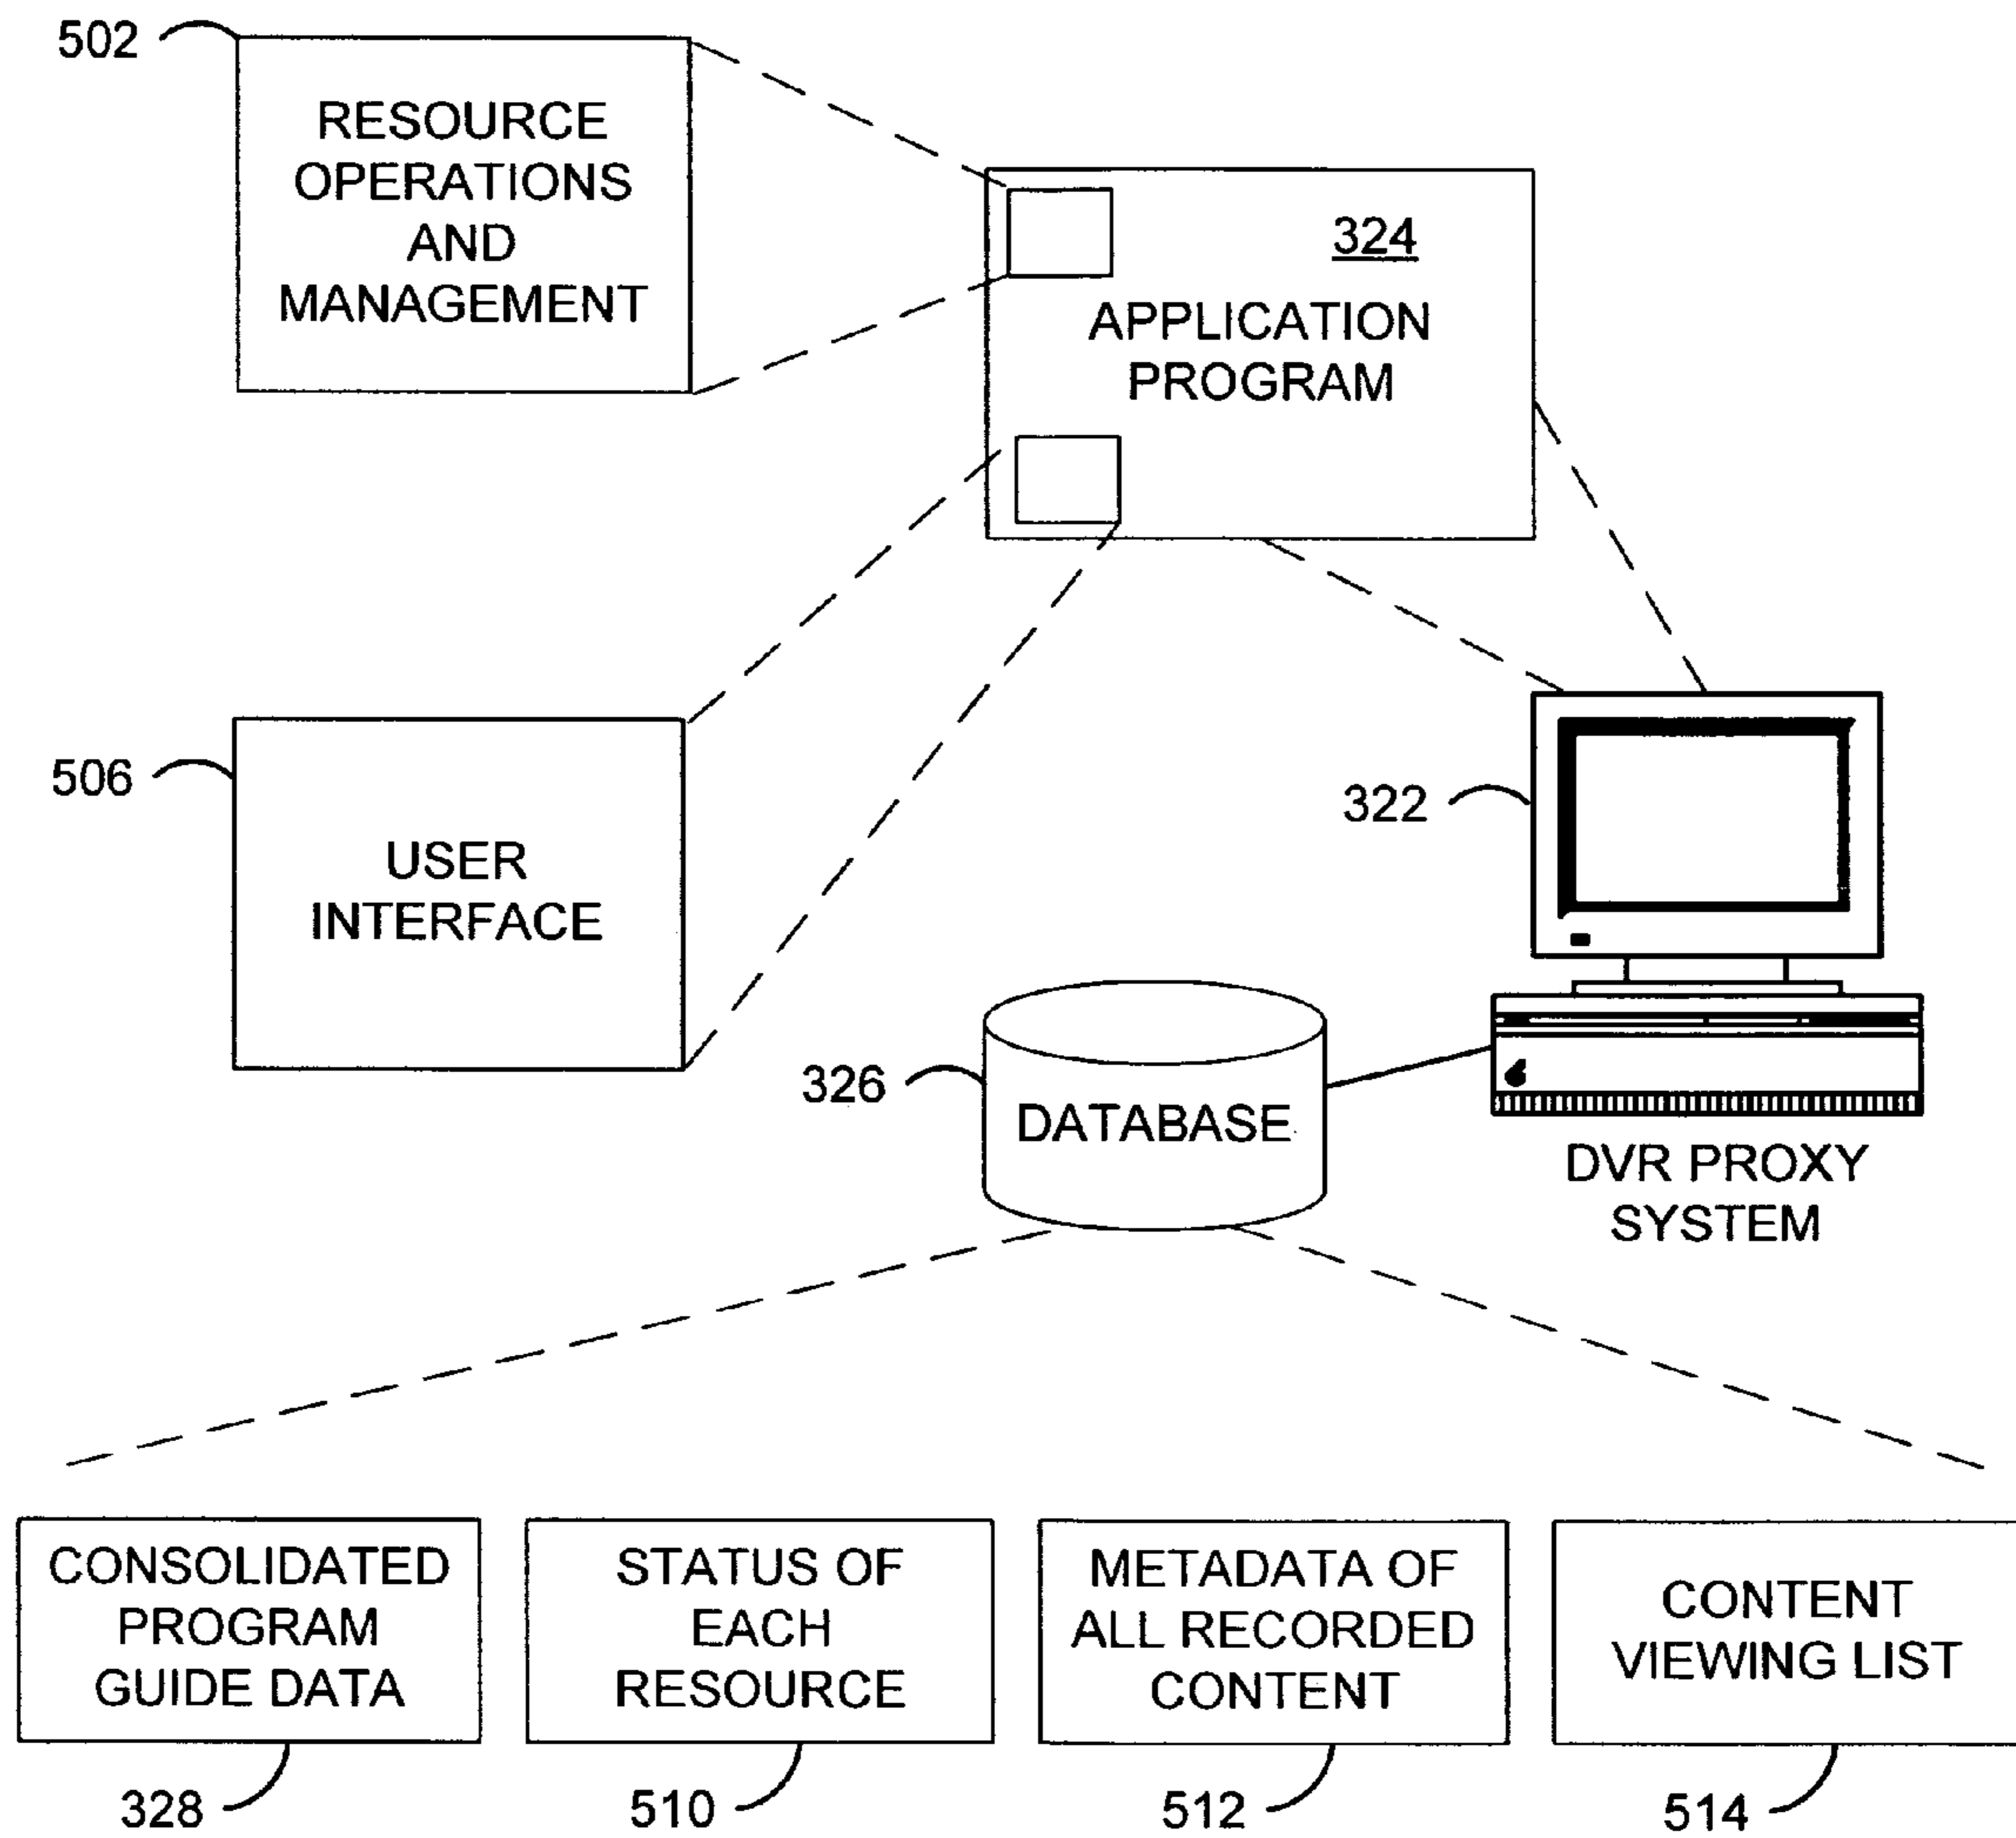 502
RESOURCE
OPERATIONS
AND
MANAGEMENT
324
APPLICATION
PROGRAM
506
USER
INTERFACE
322
326
DATABASE
DVR PROXY
SYSTEM
CONSOLIDATED
PROGRAM
GUIDE DATA
STATUS OF
EACH
RESOURCE
METADATA OF
ALL RECORDED
CONTENT
CONTENT
VIEWING LIST
328
510
512
514